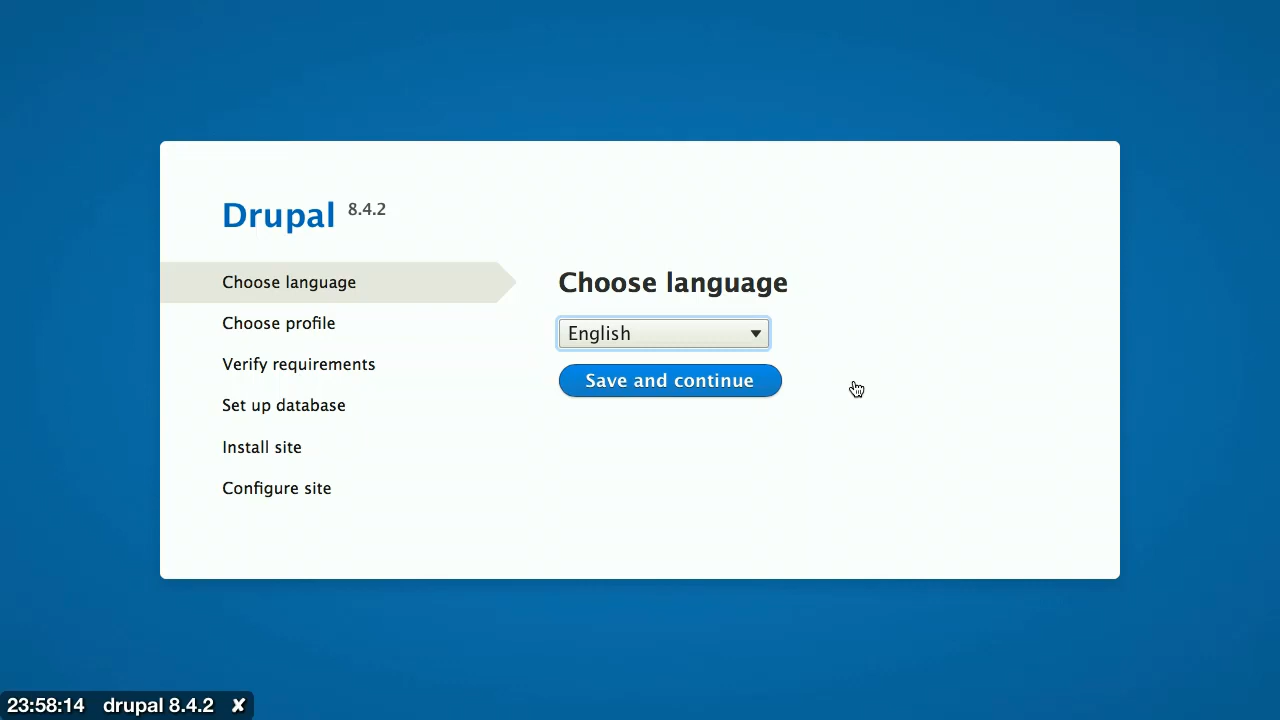 Drupal 8.4.2
Choose language
Choose profile
Verify requirements
Set up database
Install site
Configure site
Choose language
English
Save and continue
23:58:14 drupal 8.4.2 ✘